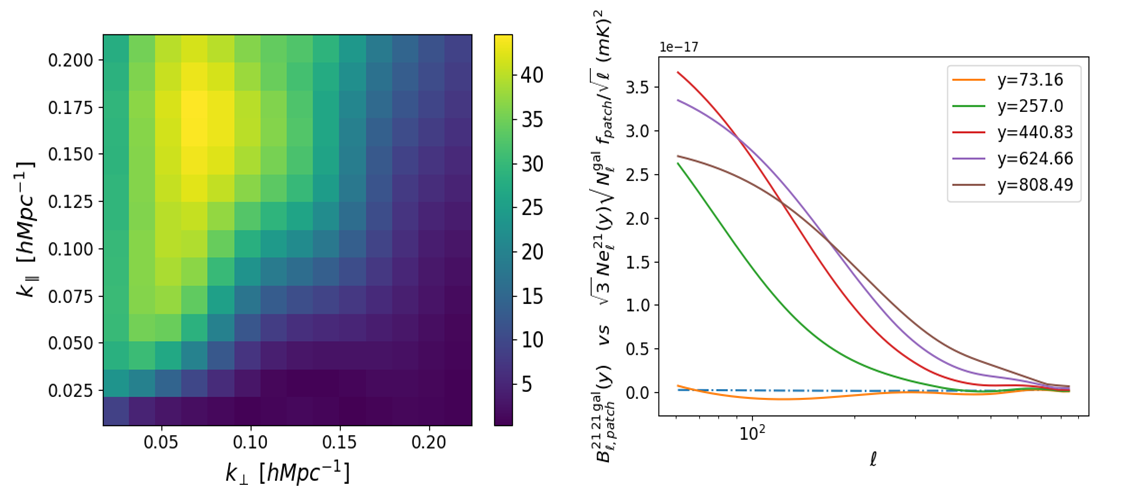 0.200
0.175
0.150
0.125
0.100
0.075
0.050
0.025
k∥ [hMpc⁻¹]
0.05 0.10 0.15 0.20
k⊥ [hMpc⁻¹]
40
35
30
25
20
15
10
5
1e−17
3.5
3.0
2.5
2.0
1.5
1.0
0.5
0.0
B^{21 21 gal}_{ℓ,patch}(y) vs √3 Ne^{21}_ℓ(y)√N^{gal}_ℓ f_{patch}/√ℓ (mK)²
y=73.16
y=257.0
y=440.83
y=624.66
y=808.49
10²
ℓ